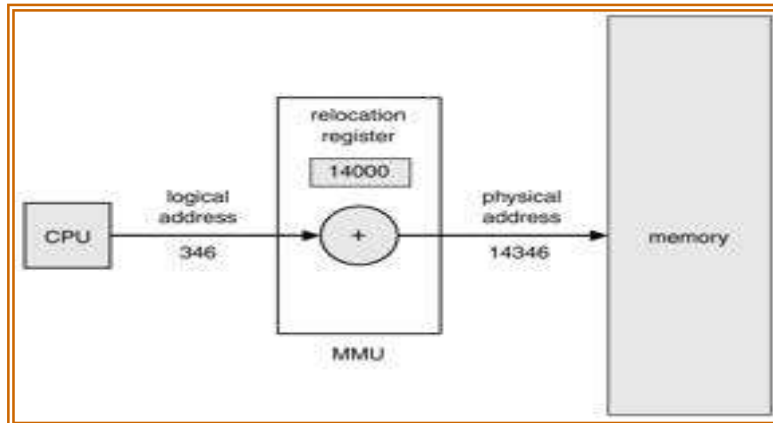 relocation
register
14000
logical
address
346
CPU
+
physical
address
14346
memory
MMU